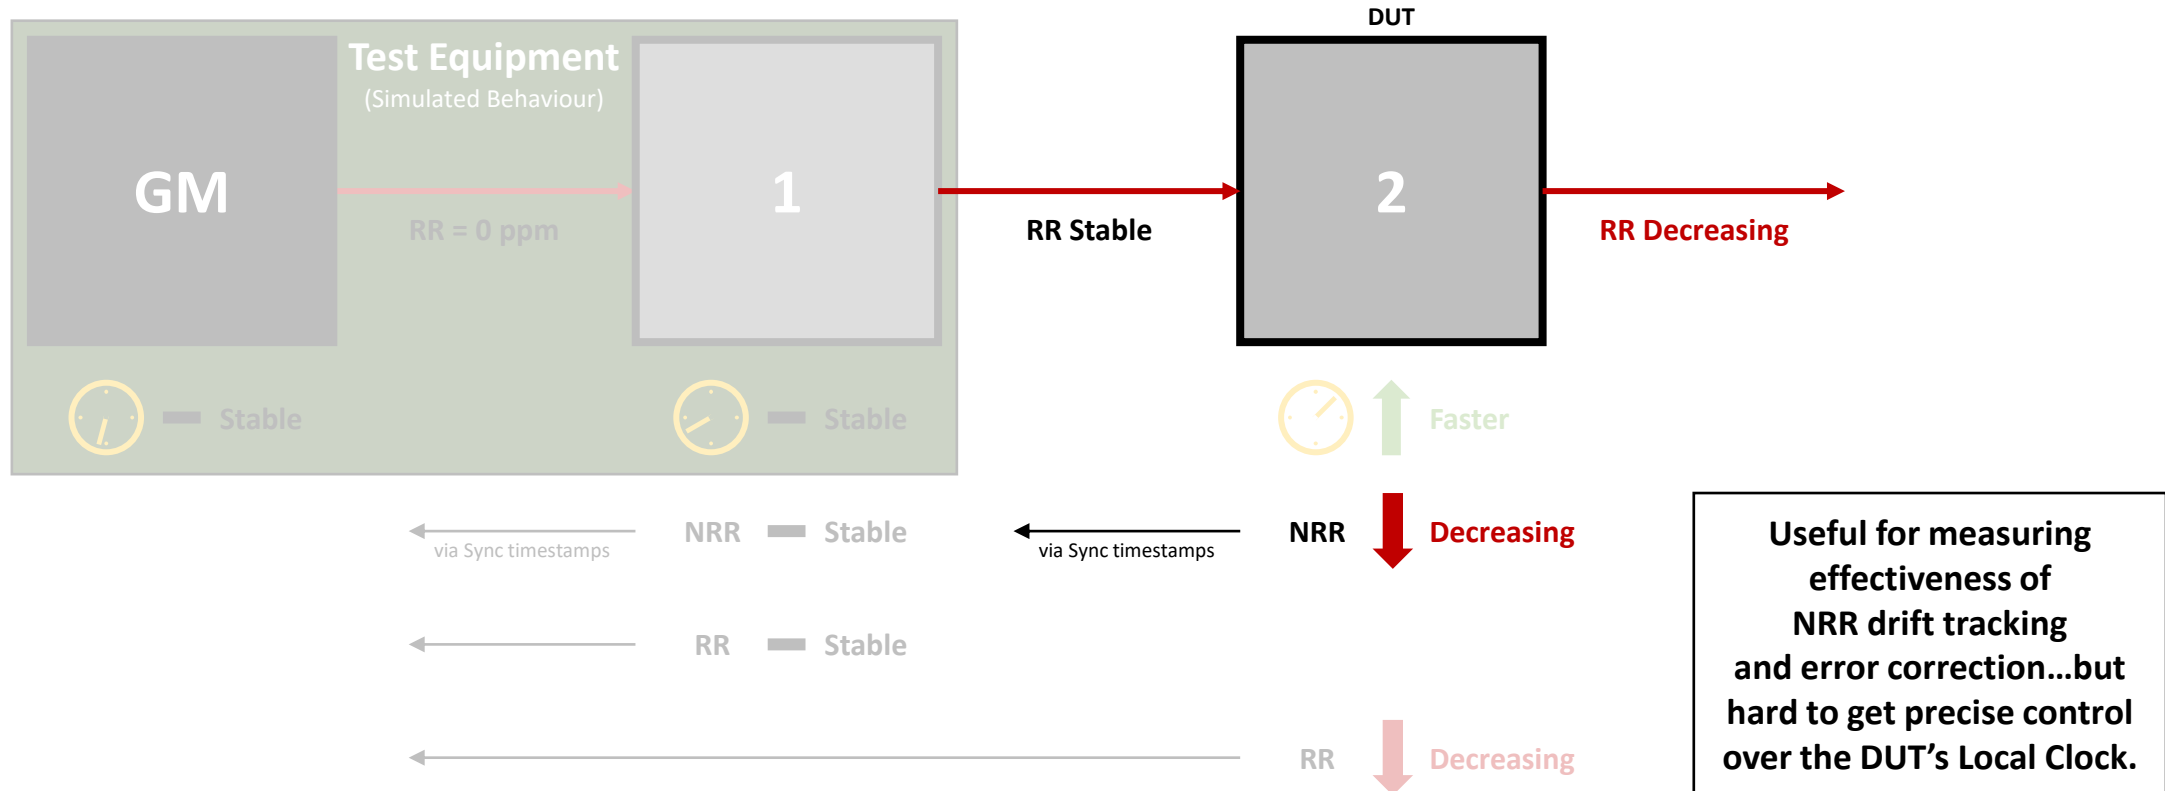 DUT
Test Equipment
(Simulated Behaviour)
GM
1
2
RR = 0 ppm
RR Stable
RR Decreasing
Stable
Stable
Faster
via Sync timestamps
NRR
Stable
via Sync timestamps
NRR
Decreasing
RR
Stable
RR
Decreasing
Useful for measuring
effectiveness of
NRR drift tracking
and error correction...but
hard to get precise control
over the DUT’s Local Clock.